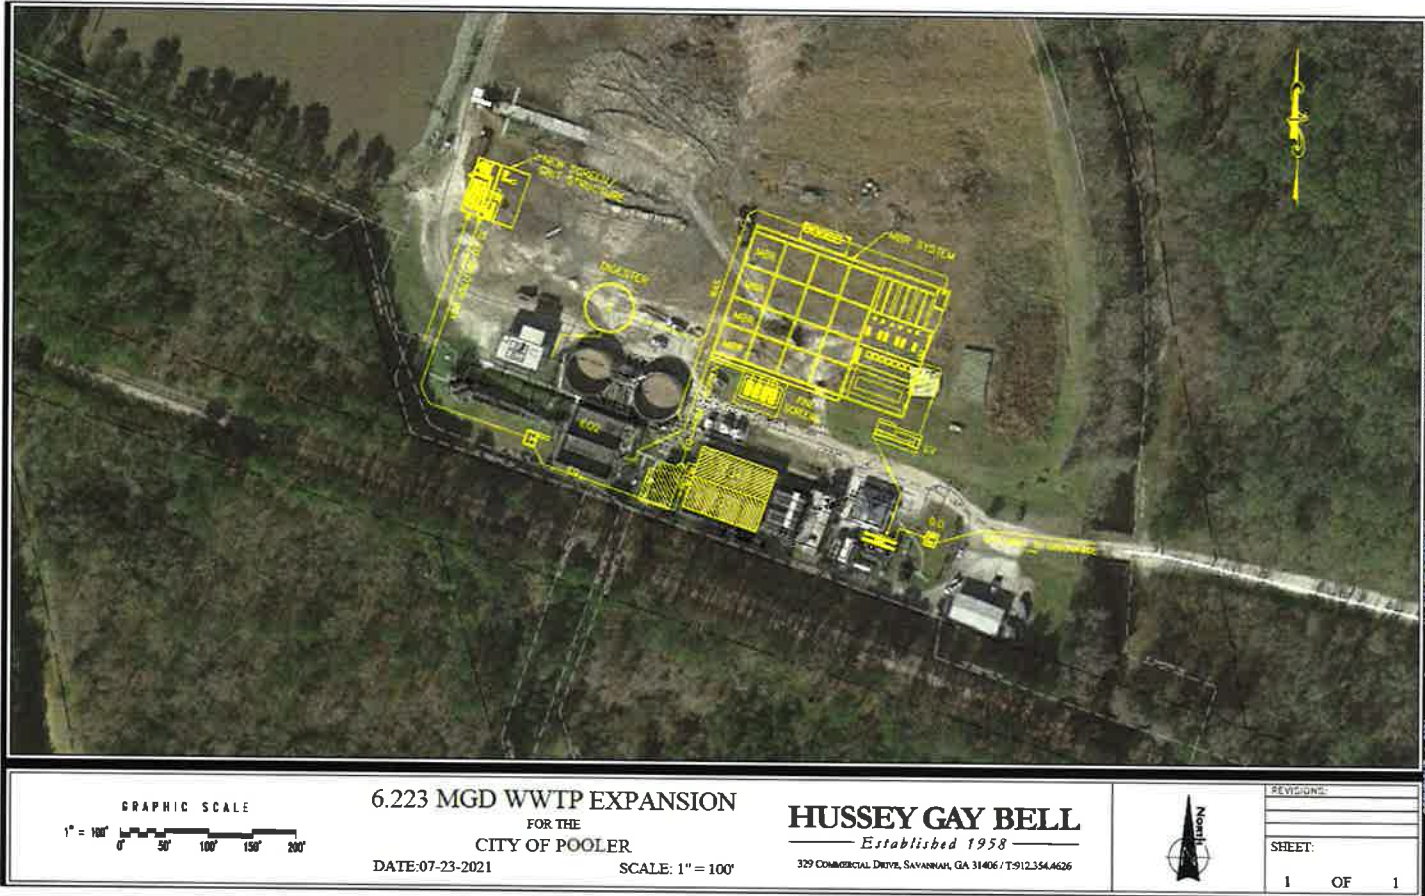 NEW SCREEN /
GRIT STRUCTURE
MBR SYSTEM
DIGESTER
MBR
MBR
MBR
MBR
FINE
SCREENS
EQ2
UV
GRAPHIC SCALE
1" = 100'
0' 50' 100' 150' 200'
6.223 MGD WWTP EXPANSION
FOR THE
CITY OF POOLER
DATE:07-23-2021 SCALE: 1" = 100'
HUSSEY GAY BELL
Established 1958
329 COMMERCIAL DRIVE, SAVANNAH, GA 31406 / T:912.354.4626
North
REVISIONS:
SHEET:
1 OF 1